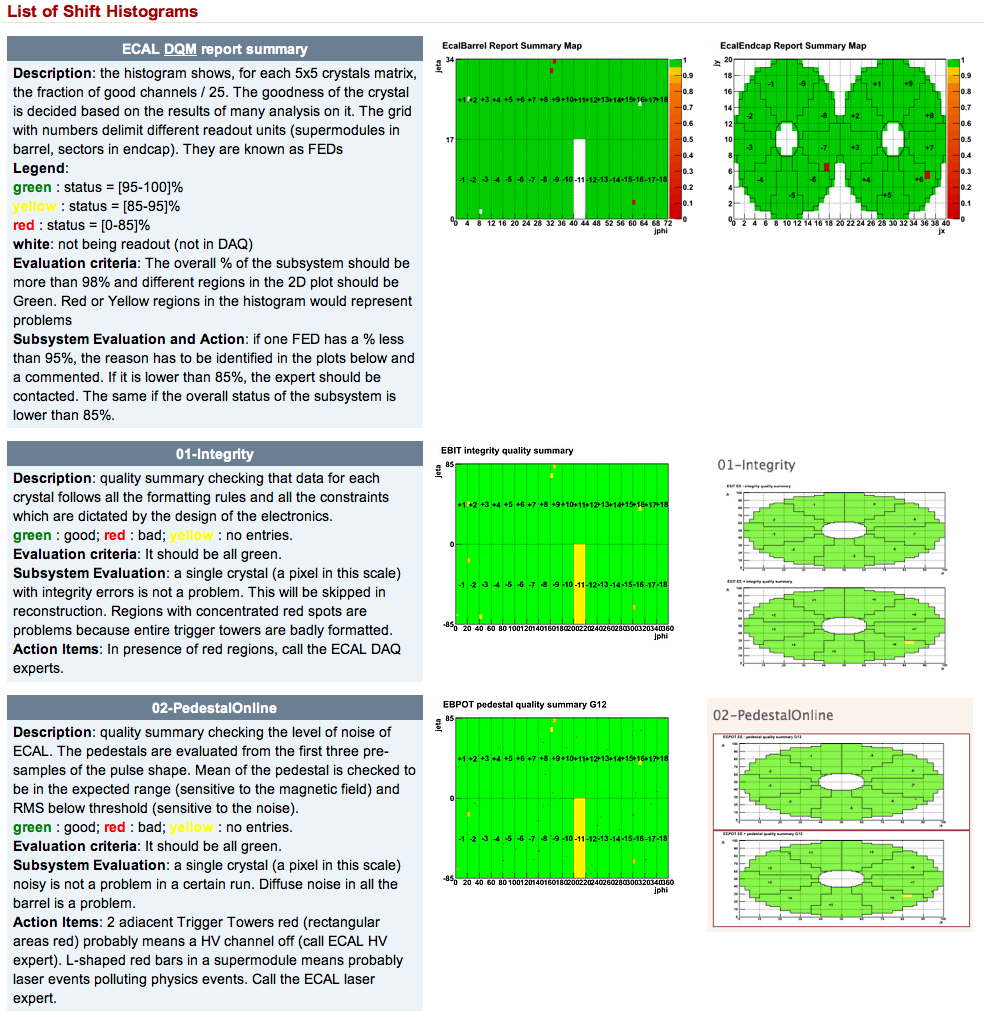 List of Shift Histograms
ECAL DQM report summary
Description: the histogram shows, for each 5x5 crystals matrix,
the fraction of good channels / 25. The goodness of the crystal
is decided based on the results of many analysis on it. The grid
with numbers delimit different readout units (supermodules in
barrel, sectors in endcap). They are known as FEDs
Legend:
green : status = [95-100]%
yellow : status = [85-95]%
red : status = [0-85]%
white: not being readout (not in DAQ)
Evaluation criteria: The overall % of the subsystem should be
more than 98% and different regions in the 2D plot should be
Green. Red or Yellow regions in the histogram would represent
problems
Subsystem Evaluation and Action: if one FED has a % less
than 95%, the reason has to be identified in the plots below and
a commented. If it is lower than 85%, the expert should be
contacted. The same if the overall status of the subsystem is
lower than 85%.
EcalBarrel Report Summary Map
jeta
34
17
0
+1 +2 +3 +4 +5 +6 +7 +8 +9 +10 +11 +12 +13 +14 +15 +16 +17 +18
-1 -2 -3 -4 -5 -6 -7 -8 -9 -10 -11 -12 -13 -14 -15 -16 -17 -18
0 4 8 12 16 20 24 28 32 36 40 44 48 52 56 60 64 68 72
jphi
1
0.9
0.8
0.7
0.6
0.5
0.4
0.3
0.2
0.1
0
EcalEndcap Report Summary Map
jy
20
18
16
14
12
10
8
6
4
2
0
-1 -9 +1 +9
-2 -8 +2 +8
-3 +3 +7
-4 -6 +4 +6
-5 +5
0 2 4 6 8 10 12 14 16 18 20 22 24 26 28 30 32 34 36 38 40
jx
1
0.9
0.8
0.7
0.6
0.5
0.4
0.3
0.2
0.1
0
01-Integrity
Description: quality summary checking that data for each
crystal follows all the formatting rules and all the constraints
which are dictated by the design of the electronics.
green : good; red : bad; yellow : no entries.
Evaluation criteria: It should be all green.
Subsystem Evaluation: a single crystal (a pixel in this scale)
with integrity errors is not a problem. This will be skipped in
reconstruction. Regions with concentrated red spots are
problems because entire trigger towers are badly formatted.
Action Items: In presence of red regions, call the ECAL DAQ
experts.
EBIT integrity quality summary
jeta
85
0
-85
+1 +2 +3 +4 +5 +6 +7 +8 +9 +10 +11 +12 +13 +14 +15 +16 +17 +18
-1 -2 -3 -4 -5 -6 -7 -8 -9 -10 -11 -12 -13 -14 -15 -16 -17 -18
0 20 40 60 80 100 120 140 160 180 200 220 240 260 280 300 320 340 360
jphi
01-Integrity
EEIT EE - integrity quality summary
EEIT EE + integrity quality summary
02-PedestalOnline
Description: quality summary checking the level of noise of
ECAL. The pedestals are evaluated from the first three pre-
samples of the pulse shape. Mean of the pedestal is checked to
be in the expected range (sensitive to the magnetic field) and
RMS below threshold (sensitive to the noise).
green : good; red : bad; yellow : no entries.
Evaluation criteria: It should be all green.
Subsystem Evaluation: a single crystal (a pixel in this scale)
noisy is not a problem in a certain run. Diffuse noise in all the
barrel is a problem.
Action Items: 2 adiacent Trigger Towers red (rectangular
areas red) probably means a HV channel off (call ECAL HV
expert). L-shaped red bars in a supermodule means probably
laser events polluting physics events. Call the ECAL laser
expert.
EBPOT pedestal quality summary G12
jeta
85
0
-85
+1 +2 +3 +4 +5 +6 +7 +8 +9 +10 +11 +12 +13 +14 +15 +16 +17 +18
-1 -2 -3 -4 -5 -6 -7 -8 -9 -10 -11 -12 -13 -14 -15 -16 -17 -18
0 20 40 60 80 100 120 140 160 180 200 220 240 260 280 300 320 340 360
jphi
02-PedestalOnline
EEPOT EE - pedestal quality summary G12
EEPOT EE + pedestal quality summary G12